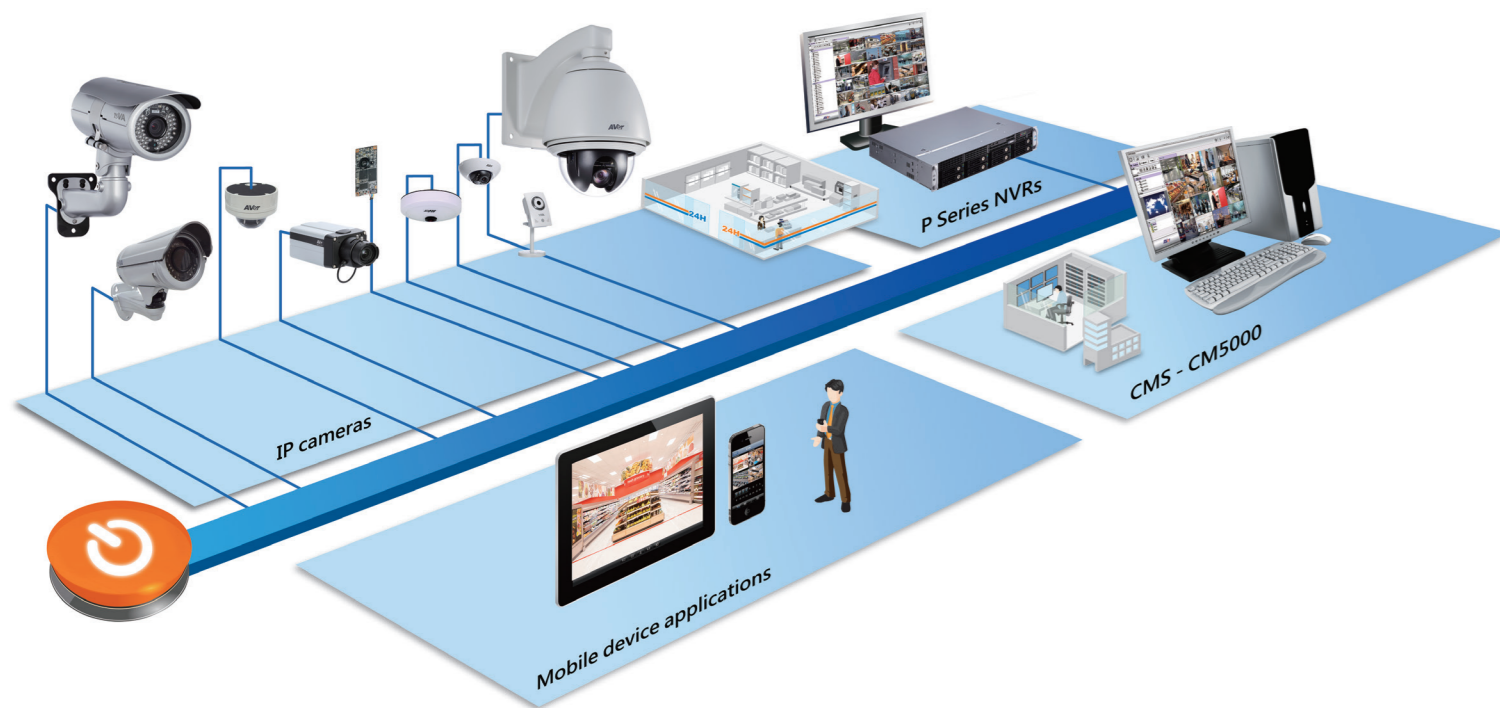 AVer
AVer
24H
24H
P Series NVRs
CMS - CM5000
IP cameras
Mobile device applications